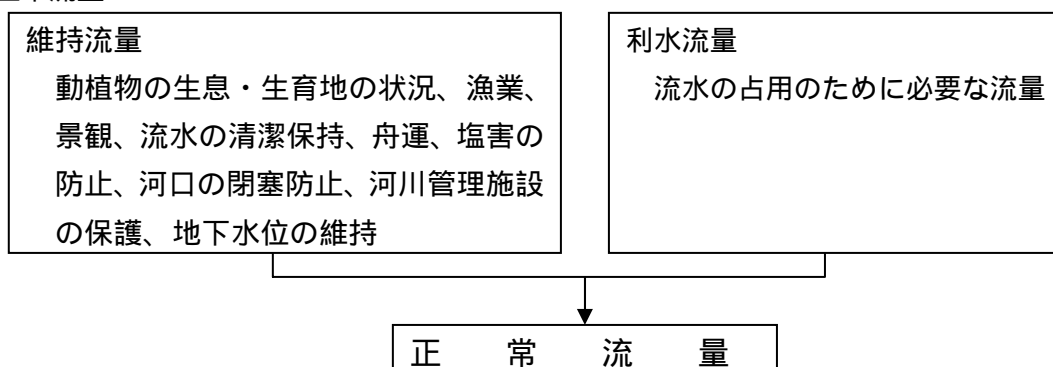 維持流量
動植物の生息・生育地の状況、漁業、
景観、流水の清潔保持、舟運、塩害の
防止、河口の閉塞防止、河川管理施設
の保護、地下水位の維持
利水流量
流水の占用のために必要な流量
正常流量